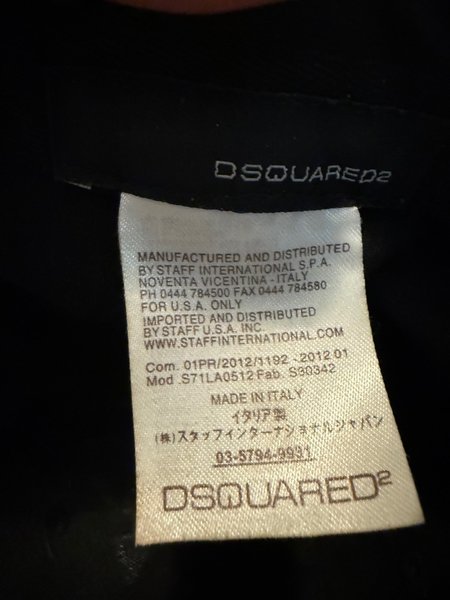 DSQUARED2
MANUFACTURED AND DISTRIBUTED
BY STAFF INTERNATIONAL S.P.A.
NOVENTA VICENTINA - ITALY
PH 0444 784500 FAX 0444 784580
FOR U.S.A. ONLY
IMPORTED AND DISTRIBUTED
BY STAFF U.S.A. INC.
WWW.STAFFINTERNATIONAL.COM
Com. 01PR/2012/1192 - 2012 01
Mod .S71LA0512 Fab. S30342
MADE IN ITALY
イタリア製
(株)スタッフインターナショナルジャパン
03-5794-9931
DSQUARED²